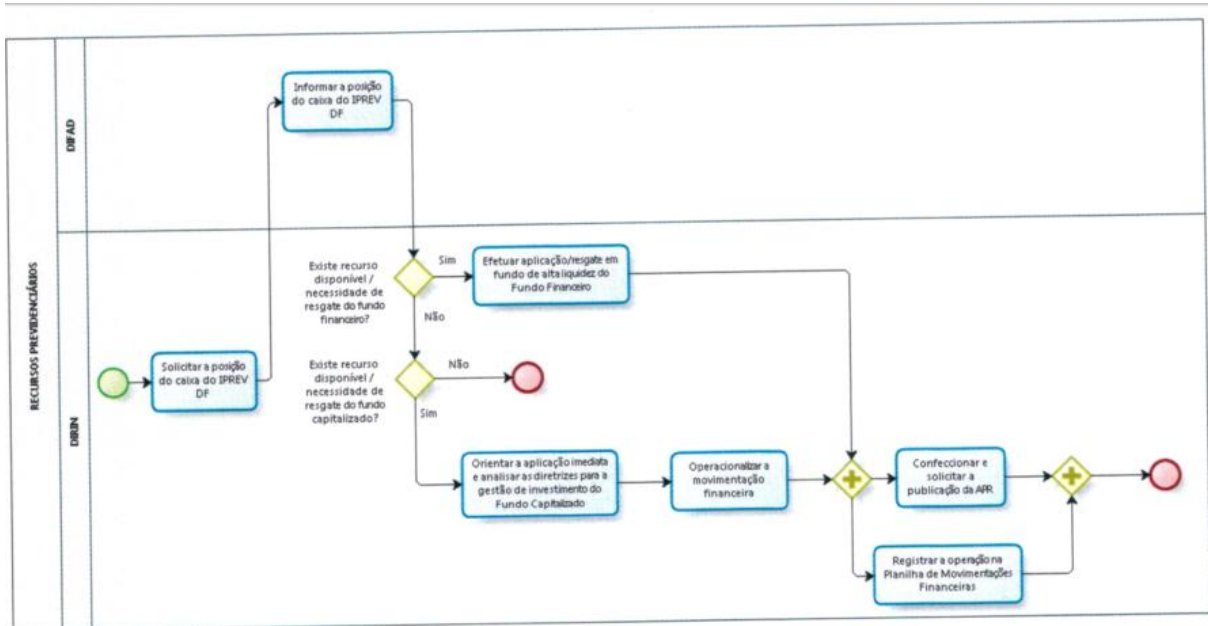 RECURSOS PREVIDENCIÁRIOS
DIFAD
Informar a posição
do caixa do IPREV
DF
DIRIN
Solicitar a posição
do caixa do IPREV
DF
Existe recurso
disponível /
necessidade de
resgate do fundo
financeiro?
Sim
Efetuar aplicação/resgate em
fundo de alta liquidez do
Fundo Financeiro
Não
Existe recurso
disponível /
necessidade de
resgate do fundo
capitalizado?
Não
Sim
Orientar a aplicação imediata
e analisar as diretrizes para a
gestão de investimento do
Fundo Capitalizado
Operacionalizar a
movimentação
financeira
Confeccionar e
solicitar a
publicação da APR
Registrar a operação na
Planilha de Movimentações
Financeiras